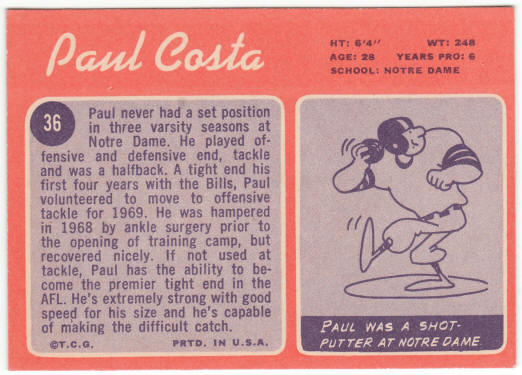 Paul Costa
HT: 6'4" WT: 248
AGE: 28 YEARS PRO: 6
SCHOOL: NOTRE DAME
36
Paul never had a set position
in three varsity seasons at
Notre Dame. He played of-
fensive and defensive end, tackle
and was a halfback. A tight end his
first four years with the Bills, Paul
volunteered to move to offensive
tackle for 1969. He was hampered
in 1968 by ankle surgery prior to
the opening of training camp, but
recovered nicely. If not used at
tackle, Paul has the ability to be-
come the premier tight end in the
AFL. He's extremely strong with good
speed for his size and he's capable
of making the difficult catch.
©T.C.G. PRTD. IN U.S.A.
PAUL WAS A SHOT-
PUTTER AT NOTRE DAME